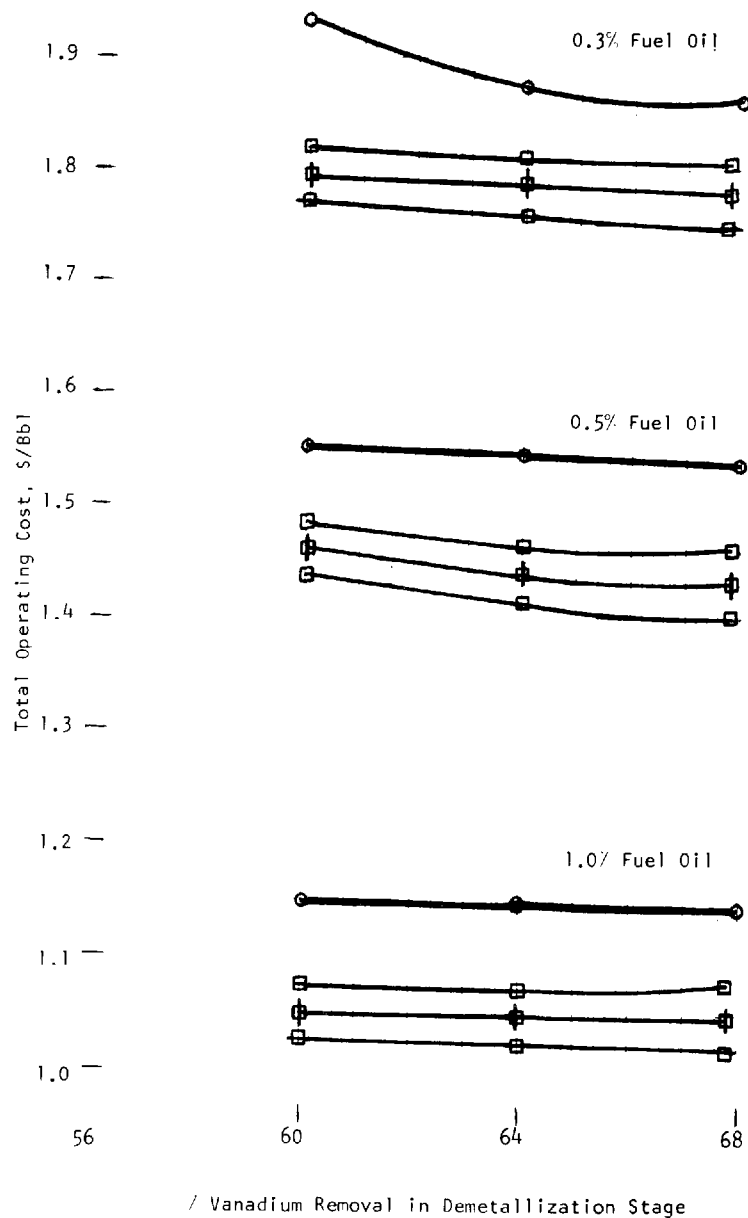 0.3% Fuel Oil
1.9
1.8
1.7
1.6
0.5% Fuel Oil
1.5
1.4
1.3
1.2
1.0/ Fuel Oil
1.1
1.0
Total Operating Cost, $/Bbl
56 60 64 68
/ Vanadium Removal in Demetallization Stage